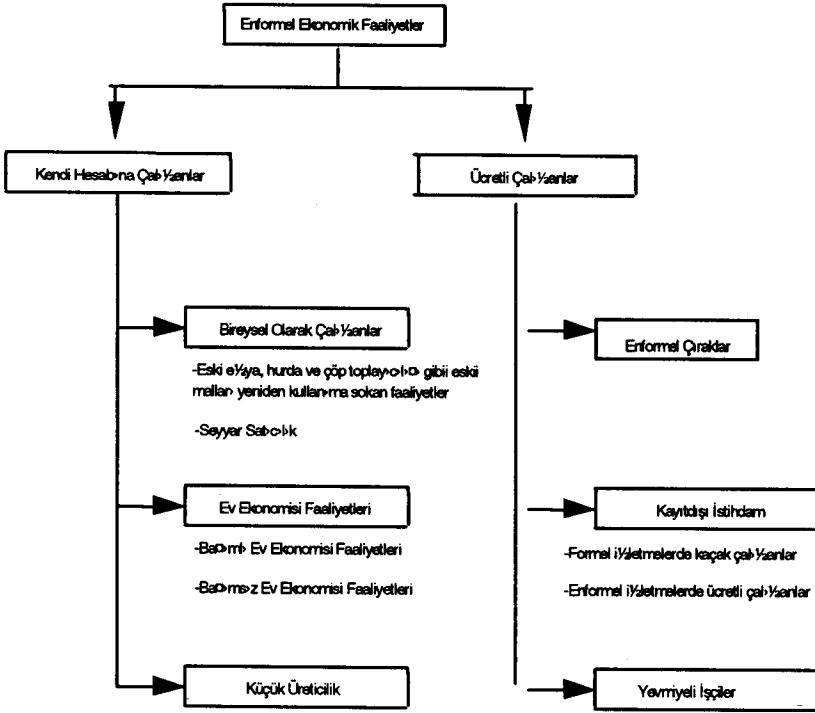 Enformel Ekonomik Faaliyetler
Kendi Hesab›na Çal›½anlar
Ücretli Çal›½anlar
Bireysel Olarak Çal›½anlar
-Eski e½ya, hurda ve çöp toplay›c›l›¤› gibii eskii
mallar› yeniden kullan›ma sokan faaliyetler
-Seyyar Sat›c›l›k
Enformel Çıraklar
Ev Ekonomisi Faaliyetleri
-Ba¤›ml› Ev Ekonomisi Faaliyetleri
-Ba¤›ms›z Ev Ekonomisi Faaliyetleri
Kayıtdışı İstihdam
-Formel i½letmelerde kaçak çal›½anlar
-Enformel i½letmelerde ücretli çal›½anlar
Küçük Üreticilik
Yevmiyeli İşçiler